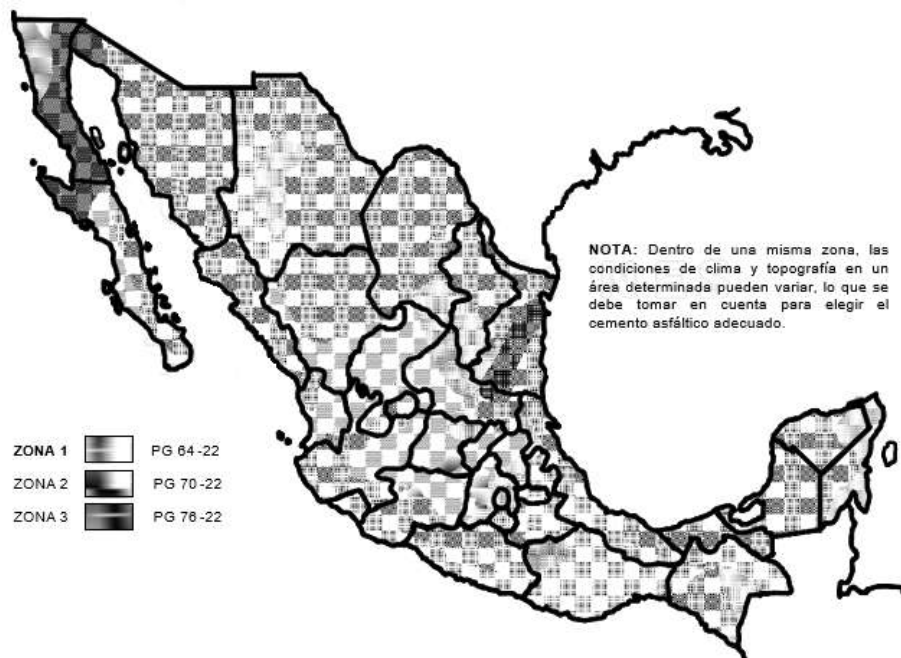 NOTA: Dentro de una misma zona, las
condiciones de clima y topografía en un
área determinada pueden variar, lo que se
debe tomar en cuenta para elegir el
cemento asfáltico adecuado.
ZONA 1 PG 64 -22
ZONA 2 PG 70 -22
ZONA 3 PG 76 -22